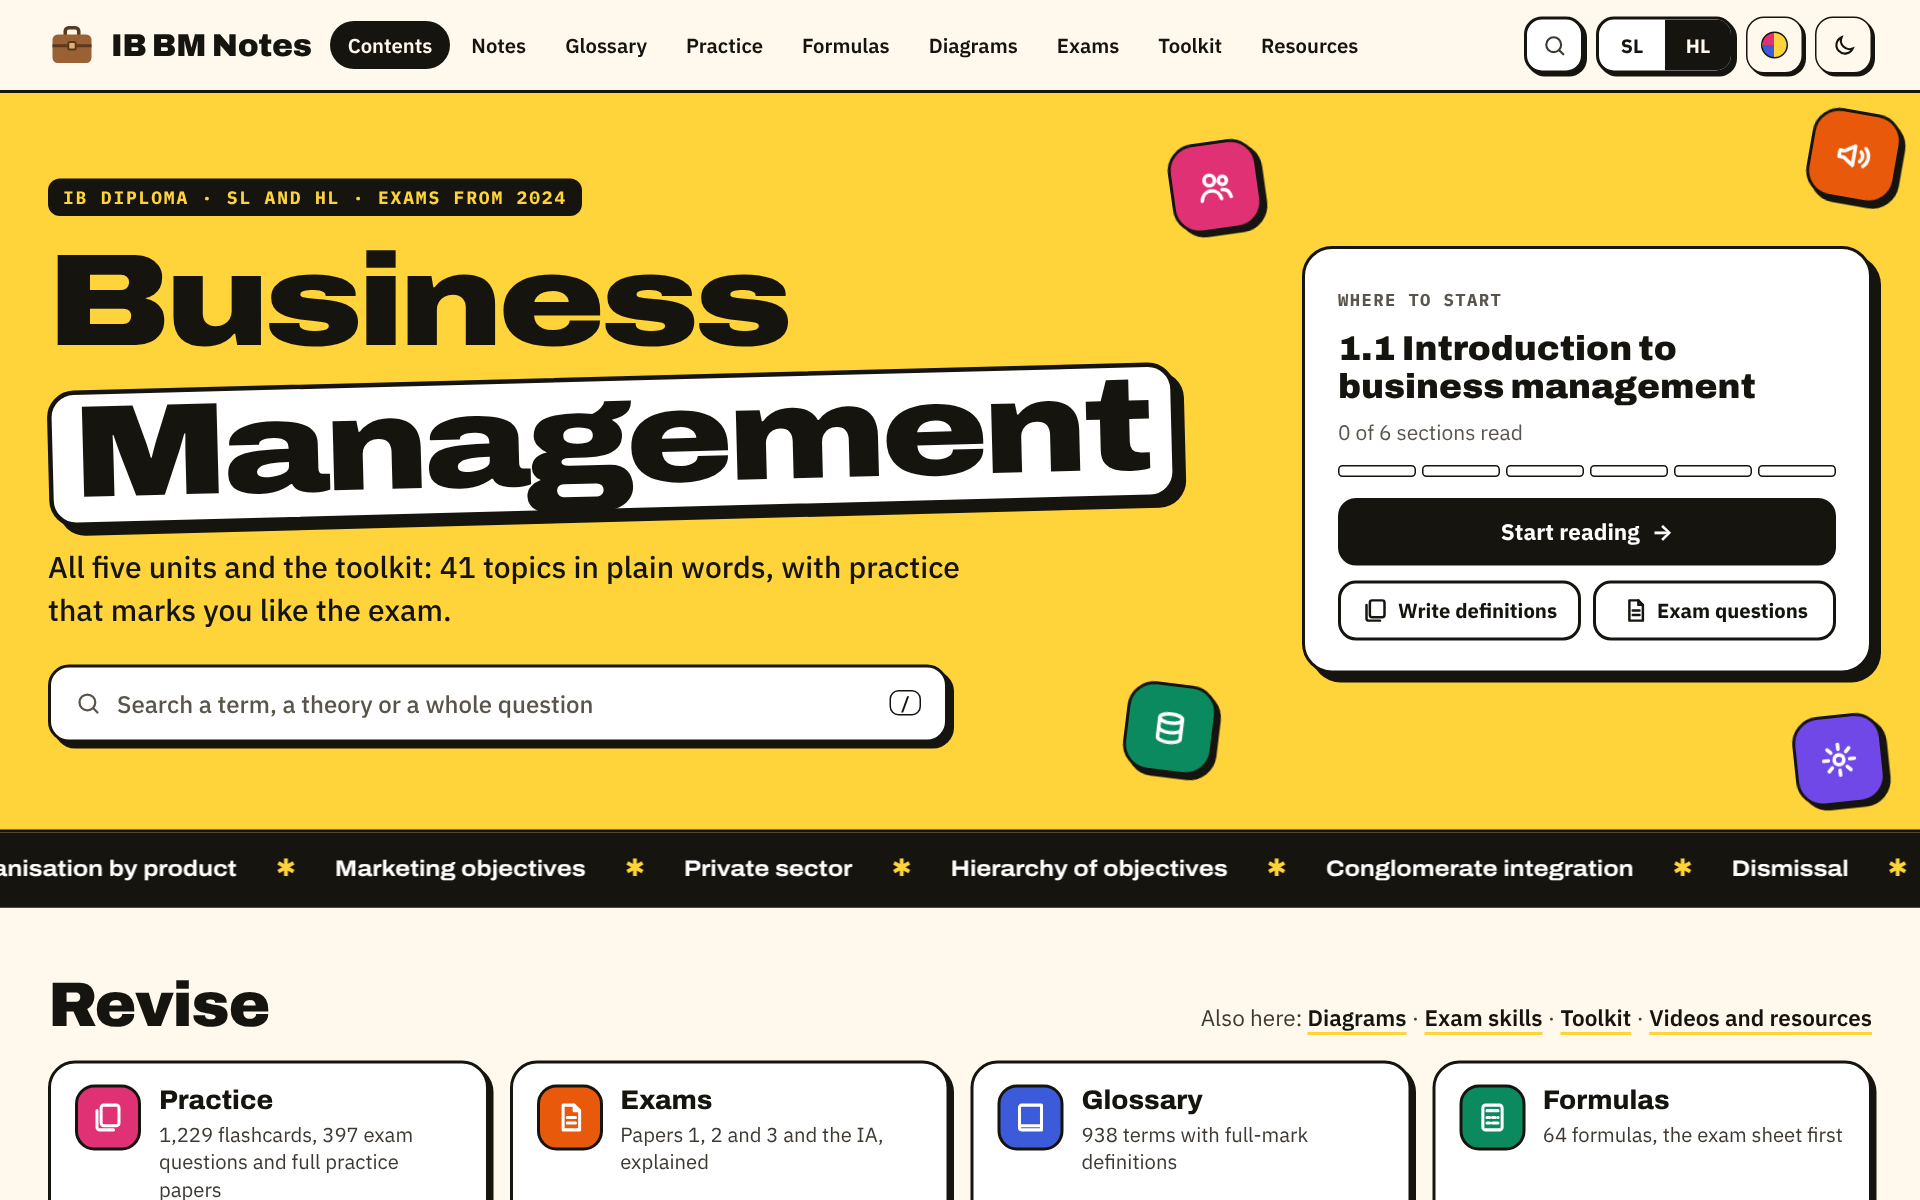 IB BM Notes
Contents
Notes
Glossary
Practice
Formulas
Diagrams
Exams
Toolkit
Resources
SL
HL
IB DIPLOMA · SL AND HL · EXAMS FROM 2024
Business
Management
All five units and the toolkit: 41 topics in plain words, with practice
that marks you like the exam.
Search a term, a theory or a whole question
/
WHERE TO START
1.1 Introduction to
business management
0 of 6 sections read
Start reading →
Write definitions
Exam questions
anisation by product * Marketing objectives * Private sector * Hierarchy of objectives * Conglomerate integration * Dismissal *
Revise
Also here: Diagrams · Exam skills · Toolkit · Videos and resources
Practice
1,229 flashcards, 397 exam
questions and full practice
papers
Exams
Papers 1, 2 and 3 and the IA,
explained
Glossary
938 terms with full-mark
definitions
Formulas
64 formulas, the exam sheet first